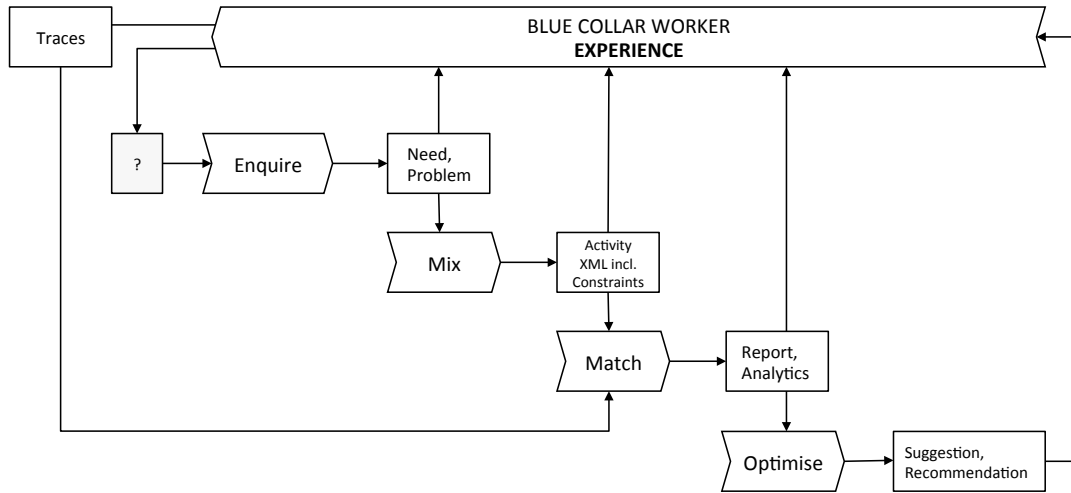 Traces
BLUE COLLAR WORKER
EXPERIENCE
?
Enquire
Need,
Problem
Mix
Activity
XML incl.
Constraints
Match
Report,
Analytics
Optimise
Suggestion,
Recommendation